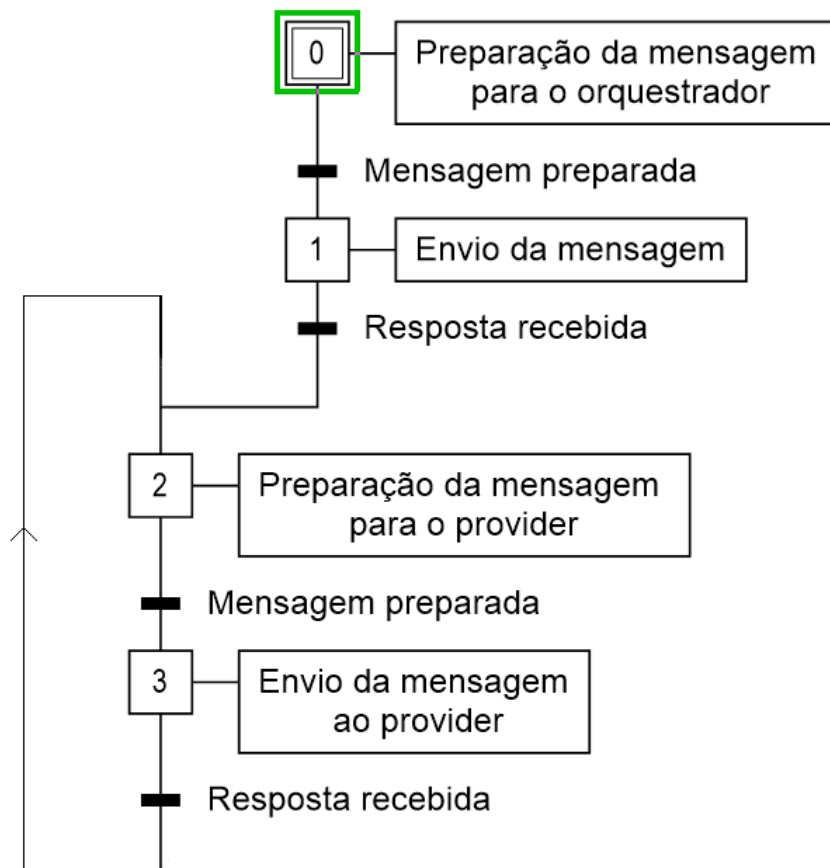 0
Preparação da mensagem
para o orquestrador
Mensagem preparada
1
Envio da mensagem
Resposta recebida
2
Preparação da mensagem
para o provider
Mensagem preparada
3
Envio da mensagem
ao provider
Resposta recebida